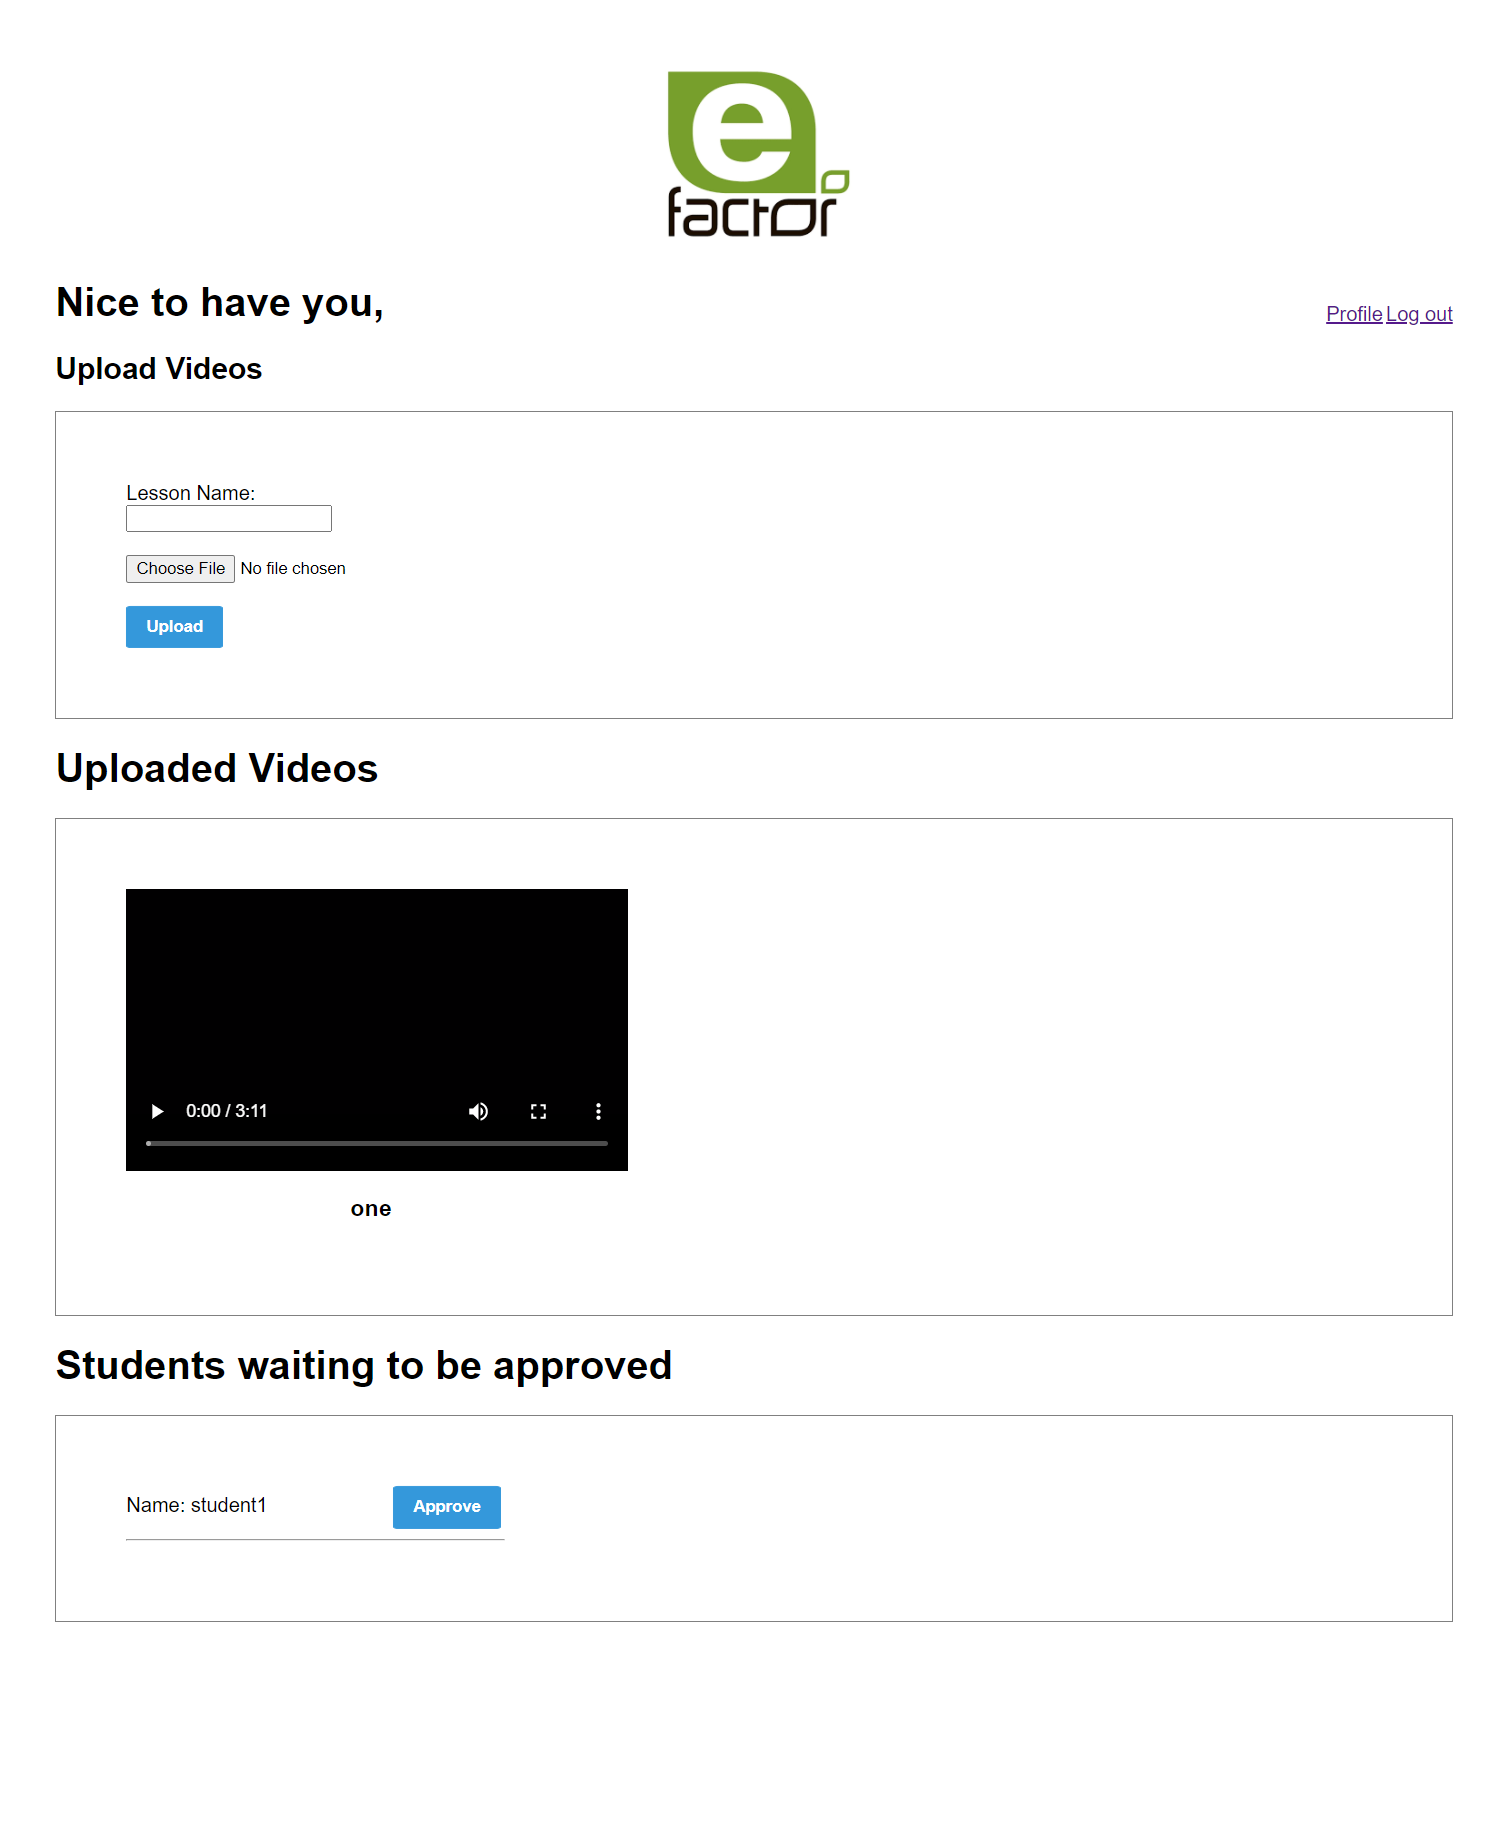 e
factor
Nice to have you,
Profile Log out
Upload Videos
Lesson Name:
Choose File No file chosen
Upload
Uploaded Videos
0:00 / 3:11
one
Students waiting to be approved
Name: student1 Approve